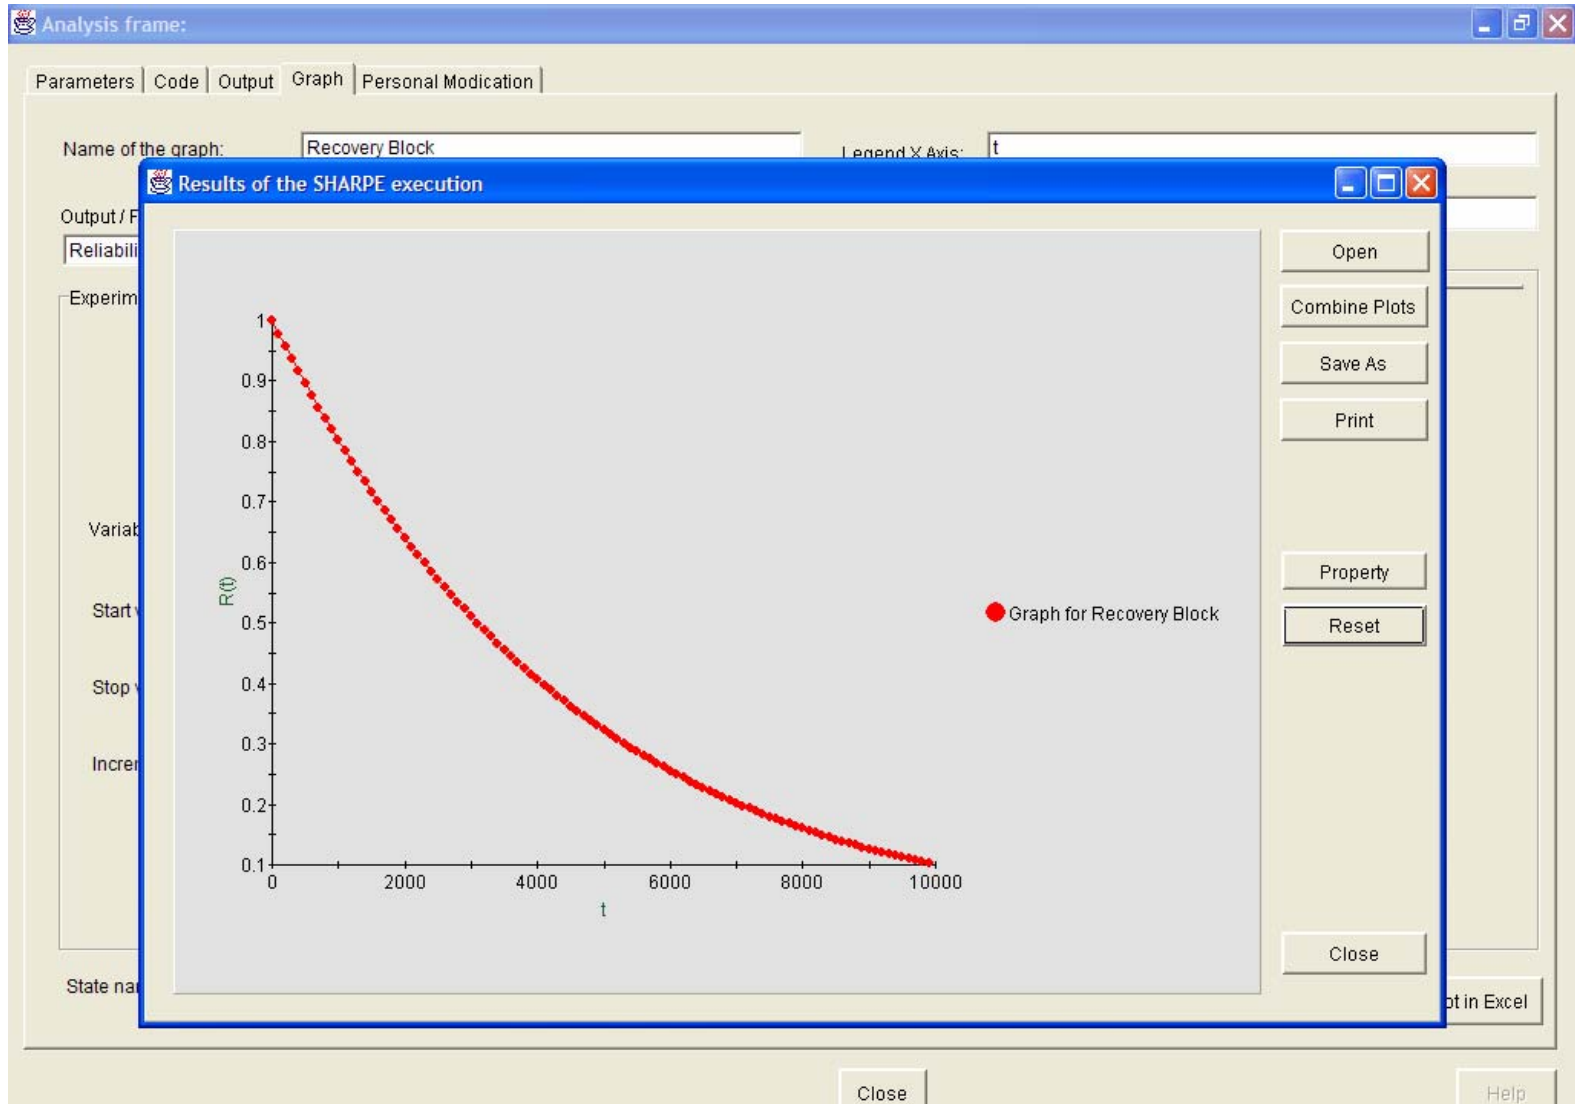 Analysis frame:
Parameters Code Output Graph Personal Modication
Name of the graph: Recovery Block Legend X Axis: t
Results of the SHARPE execution
Output / F
Reliabili
Experim
Variab
Start v
Stop v
Increr
State nar
R(t)
1
0.9
0.8
0.7
0.6
0.5
0.4
0.3
0.2
0.1
0 2000 4000 6000 8000 10000
t
Graph for Recovery Block
Open
Combine Plots
Save As
Print
Property
Reset
Close
ot in Excel
Close Help